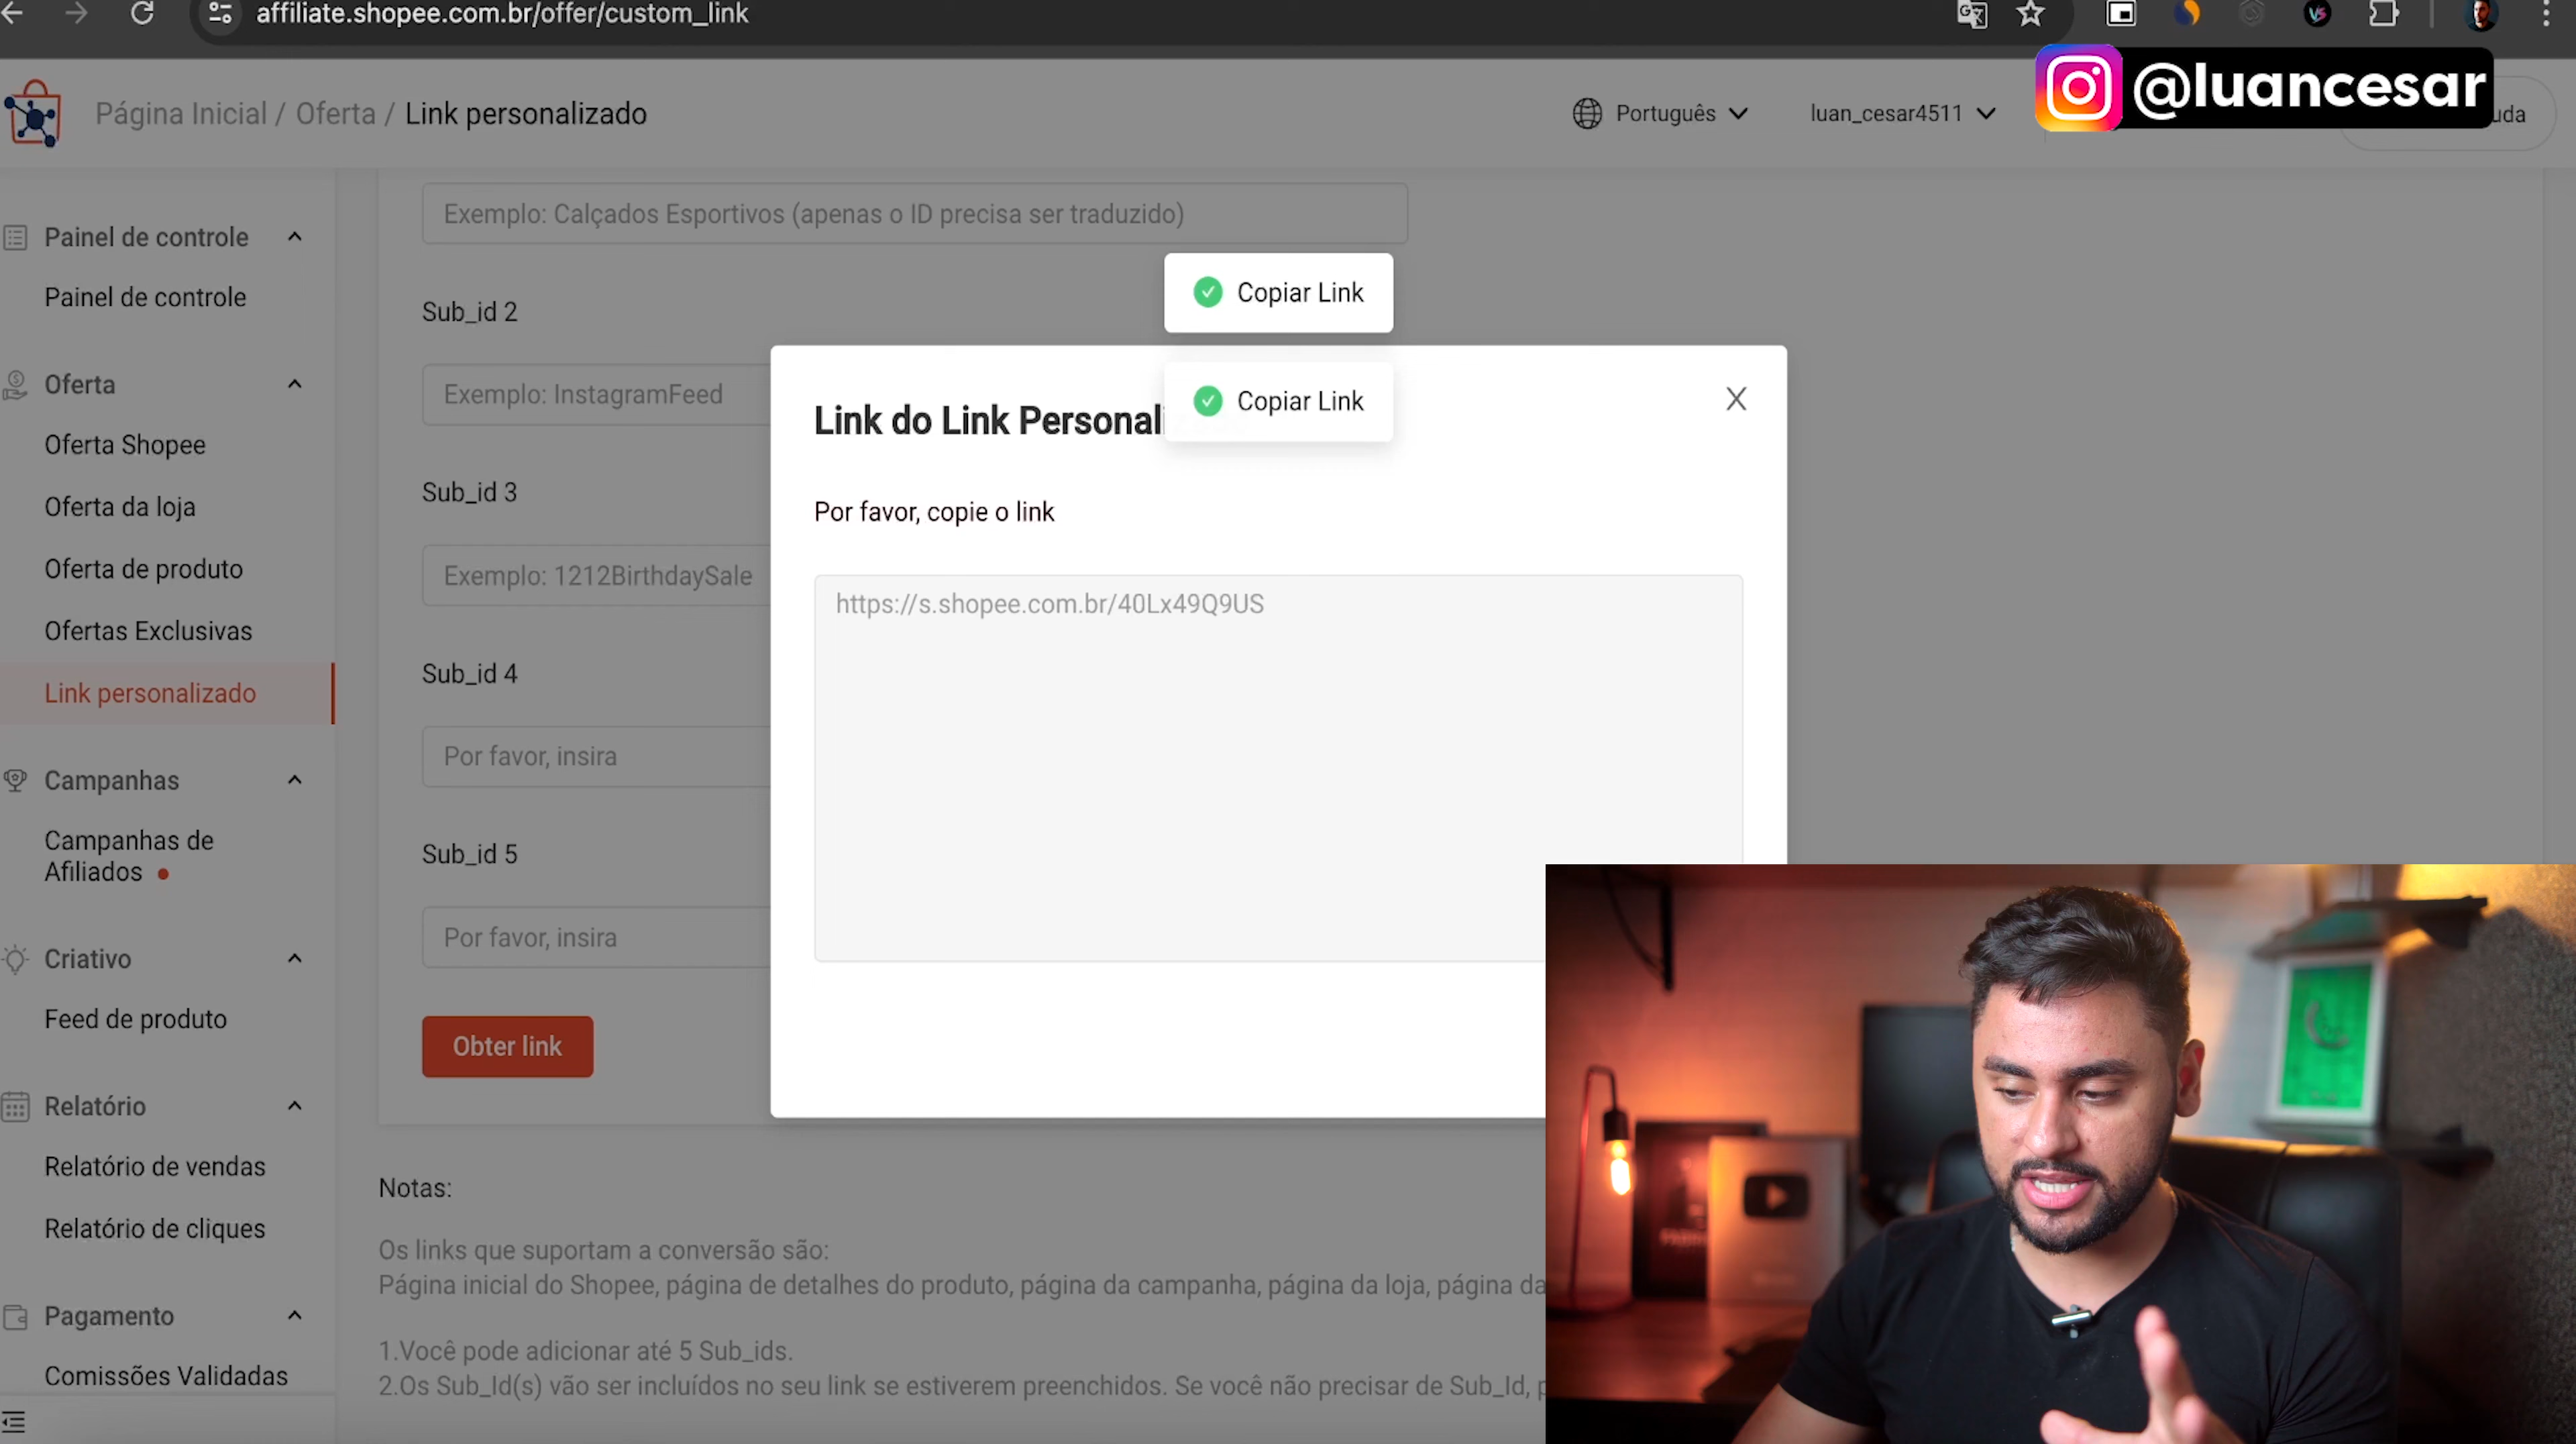 affiliate.shopee.com.br/offer/custom_link
@luancesar
Página Inicial / Oferta / Link personalizado
Português
luan_cesar4511
uda
Painel de controle
Painel de controle
Oferta
Oferta Shopee
Oferta da loja
Oferta de produto
Ofertas Exclusivas
Link personalizado
Campanhas
Campanhas de
Afiliados
Criativo
Feed de produto
Relatório
Relatório de vendas
Relatório de cliques
Pagamento
Comissões Validadas
Exemplo: Calçados Esportivos (apenas o ID precisa ser traduzido)
Sub_id 2
Exemplo: InstagramFeed
Sub_id 3
Exemplo: 1212BirthdaySale
Sub_id 4
Por favor, insira
Sub_id 5
Por favor, insira
Obter link
Copiar Link
Copiar Link
Link do Link Personali
X
Por favor, copie o link
https://s.shopee.com.br/40Lx49Q9US
Notas:
Os links que suportam a conversão são:
Página inicial do Shopee, página de detalhes do produto, página da campanha, página da loja, página da
1.Você pode adicionar até 5 Sub_ids.
2.Os Sub_Id(s) vão ser incluídos no seu link se estiverem preenchidos. Se você não precisar de Sub_Id, p